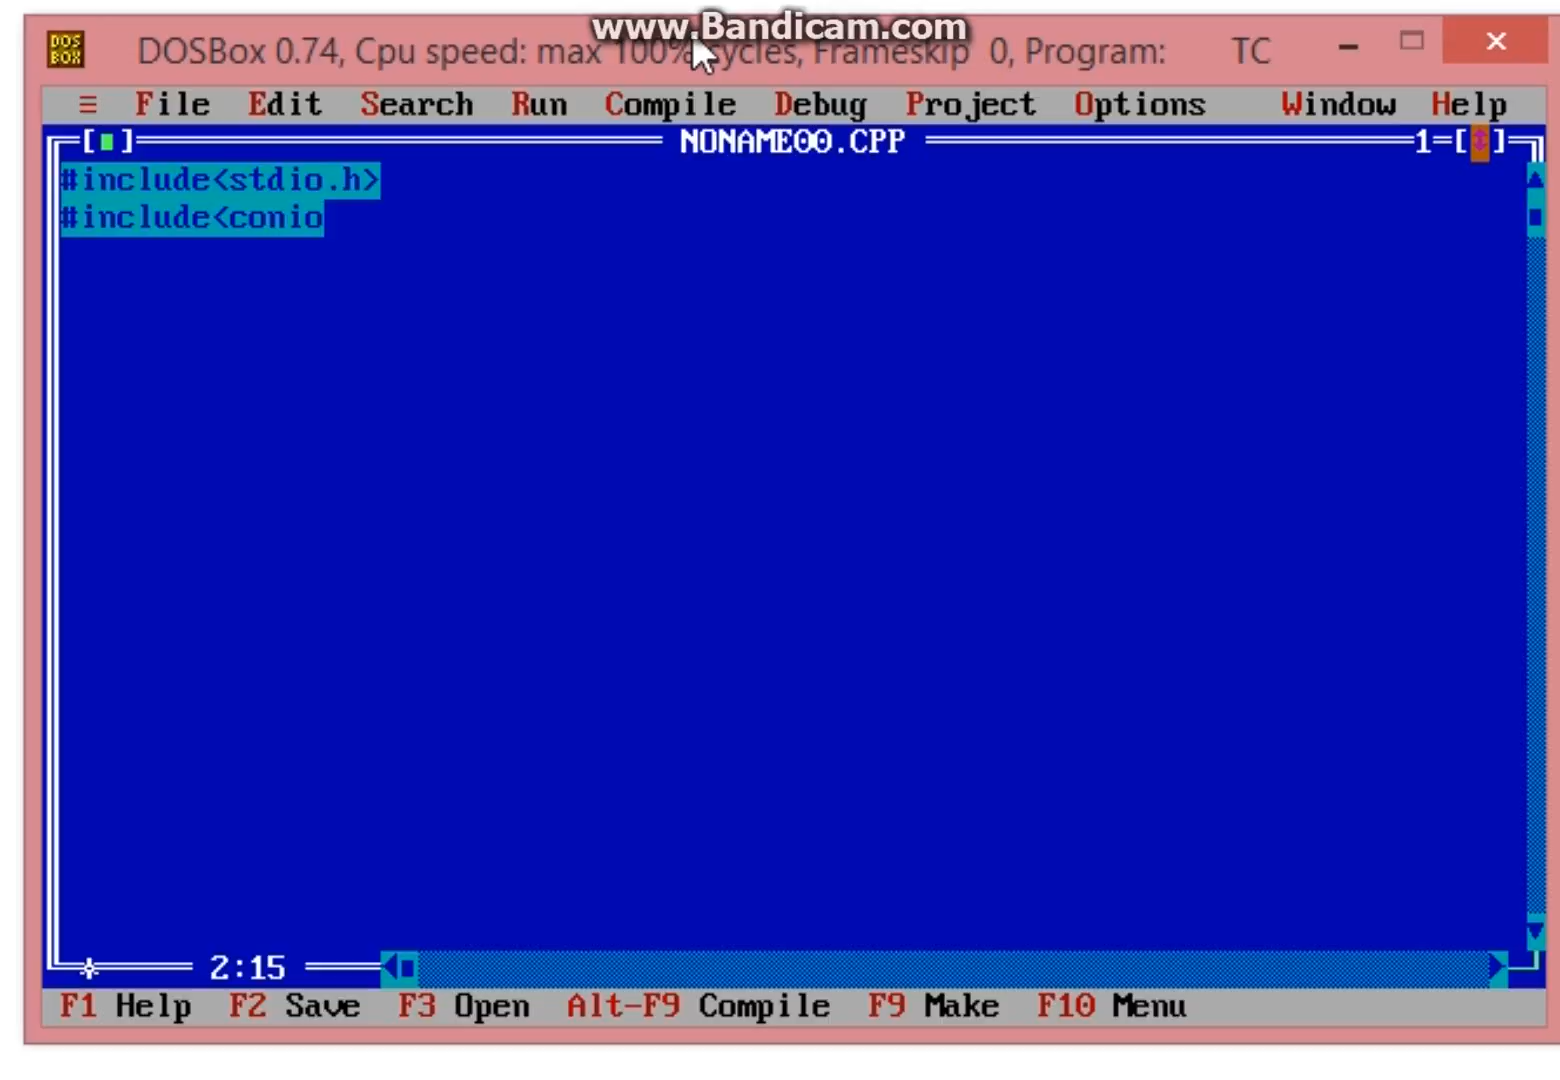 www.Bandicam.com
DOS BOX DOSBox 0.74, Cpu speed: max 100% cycles, Frameskip 0, Program: TC
≡ File Edit Search Run Compile Debug Project Options Window Help
[■] NONAME00.CPP 1=[↕]
#include<stdio.h>
#include<conio
2:15
F1 Help F2 Save F3 Open Alt-F9 Compile F9 Make F10 Menu